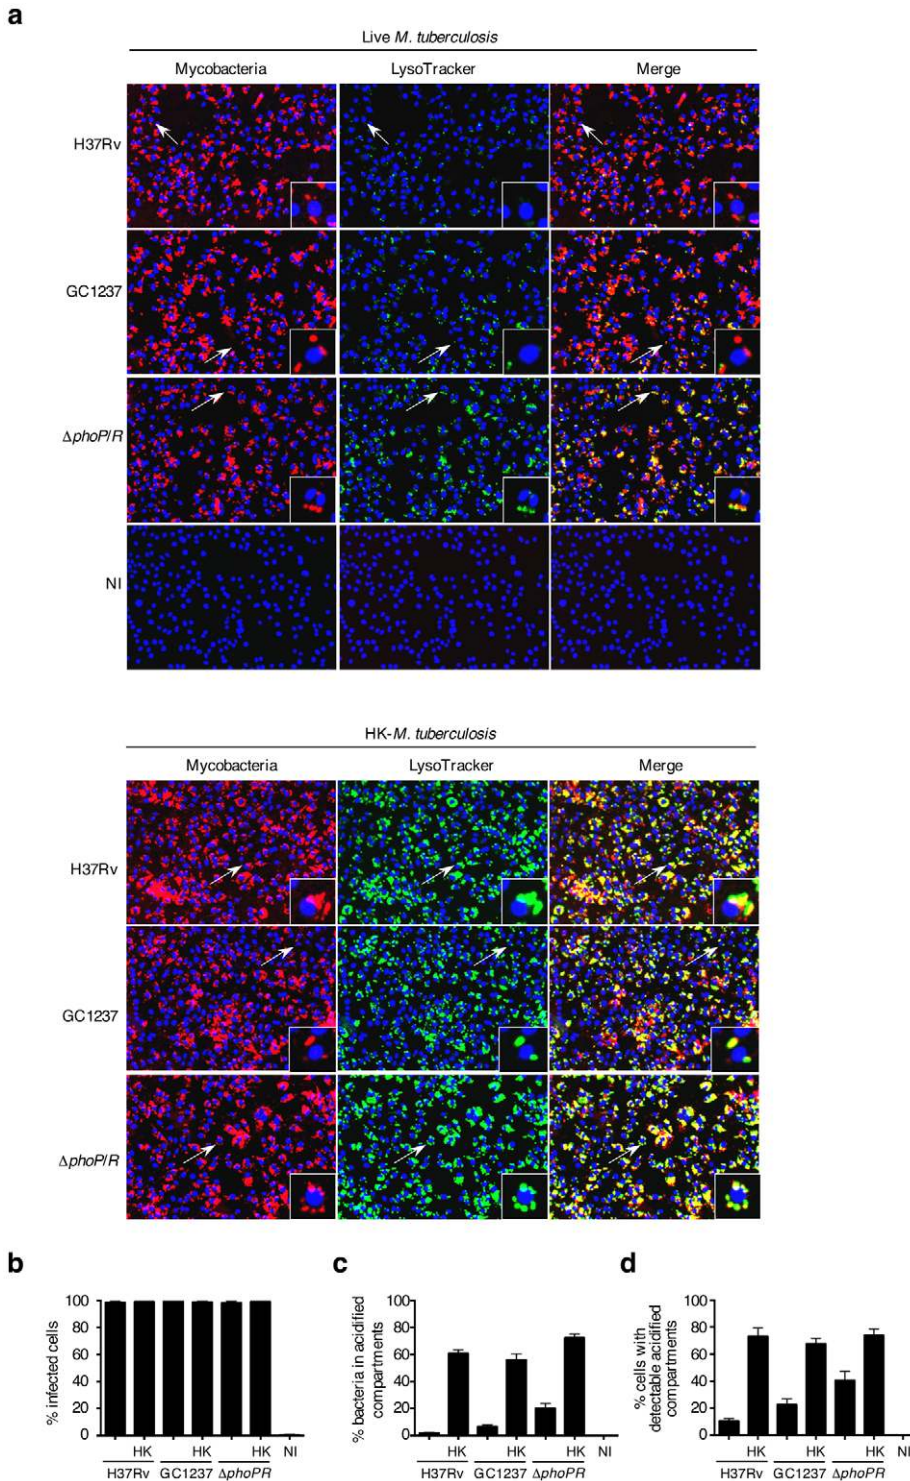 a
Live M. tuberculosis
Mycobacteria LysoTracker Merge
H37Rv
GC1237
ΔphoP/R
NI
HK-M. tuberculosis
Mycobacteria LysoTracker Merge
H37Rv
GC1237
ΔphoP/R
b c d
% infected cells
100
80
60
40
20
0
HK HK HK NI
H37Rv GC1237 ΔphoPR
% bacteria in acidified
compartments
100
80
60
40
20
0
HK HK HK NI
H37Rv GC1237 ΔphoPR
% cells with
detectable acidified
compartments
100
80
60
40
20
0
HK HK HK NI
H37Rv GC1237 ΔphoPR